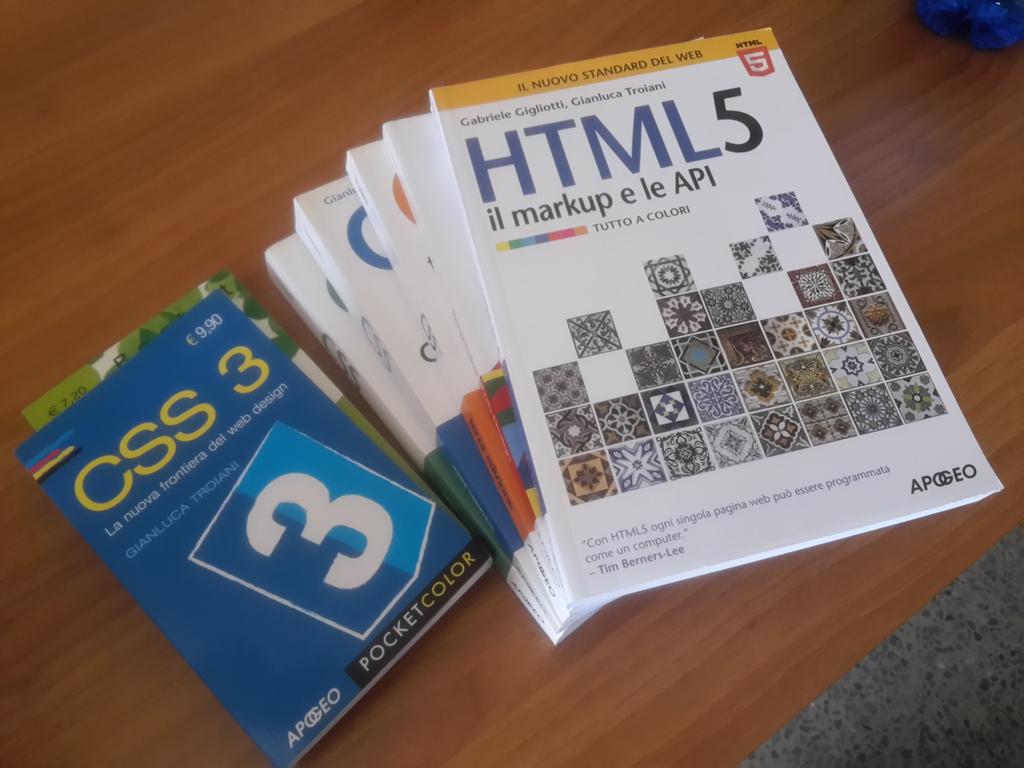 IL NUOVO STANDARD DEL WEB
HTML
5
Gabriele Gigliotti, Gianluca Troiani
HTML5
il markup e le API
TUTTO A COLORI
"Con HTML5 ogni singola pagina web può essere programmata
come un computer."
– Tim Berners-Lee
APOGEO
€ 7,20
€ 9,90
CSS 3
La nuova frontiera del web design
GIANLUCA TROIANI
3
POCKETCOLOR
APOGEO
APOGEO
APOGEO